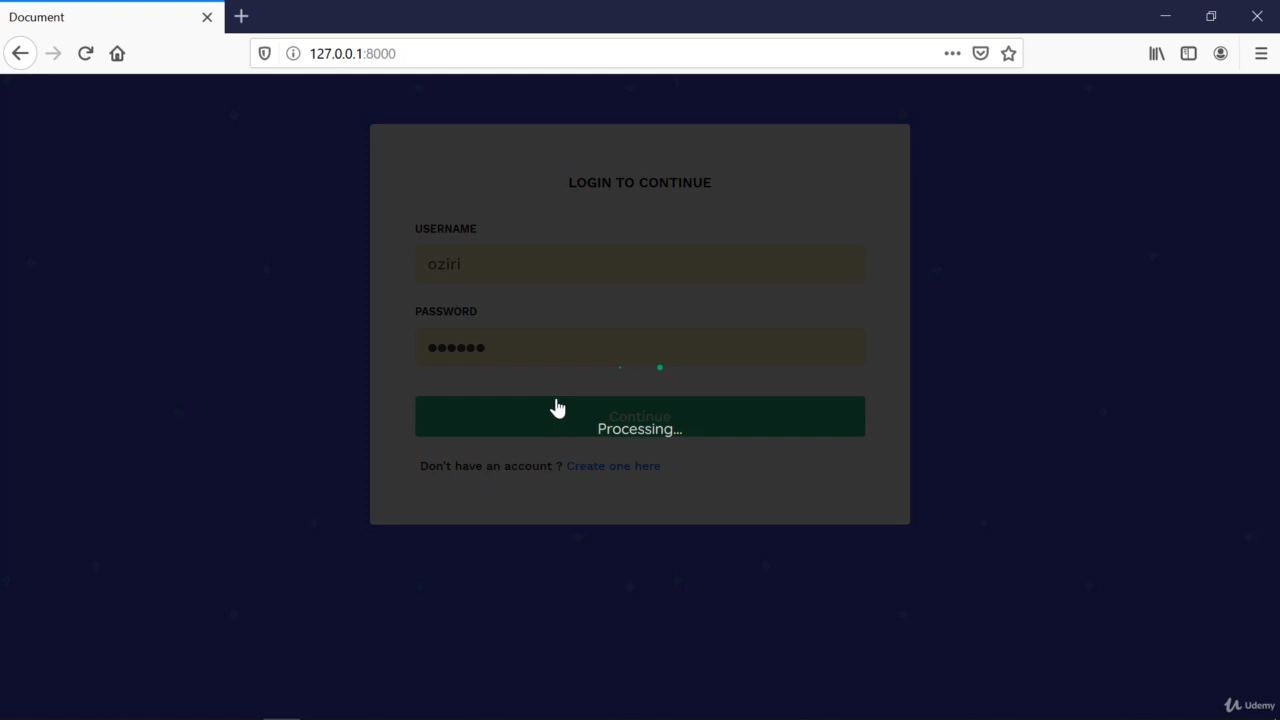 Document
127.0.0.1:8000
LOGIN TO CONTINUE
USERNAME
oziri
PASSWORD
Continue
Processing...
Don't have an account ? Create one here
Udemy